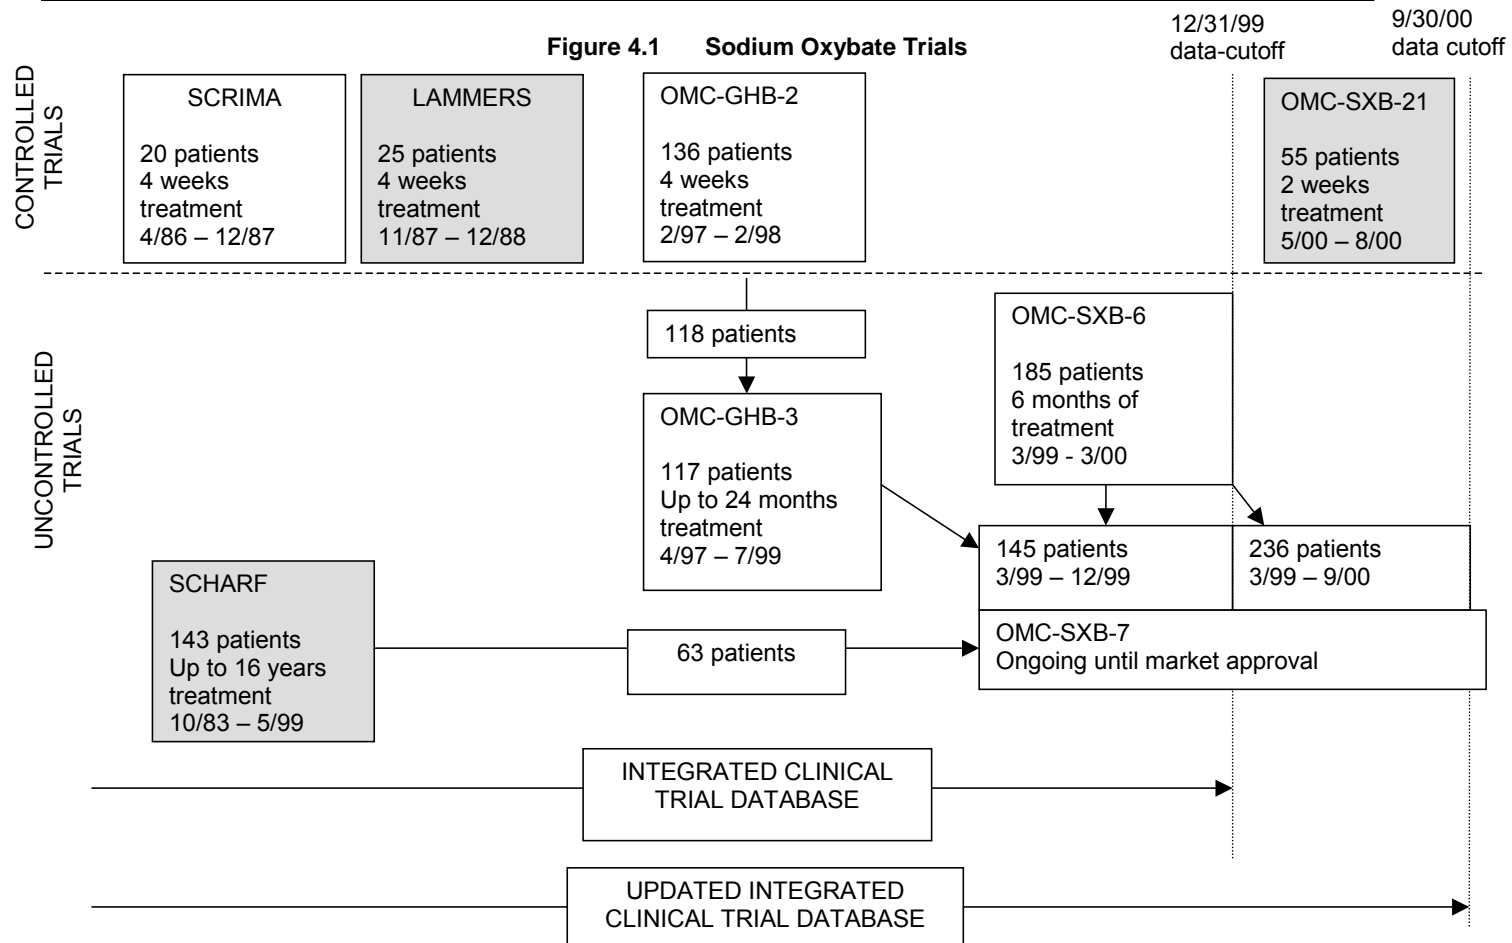 12/31/99
data-cutoff
9/30/00
data cutoff
Figure 4.1 Sodium Oxybate Trials
CONTROLLED
TRIALS
SCRIMA
20 patients
4 weeks
treatment
4/86 – 12/87
LAMMERS
25 patients
4 weeks
treatment
11/87 – 12/88
OMC-GHB-2
136 patients
4 weeks
treatment
2/97 – 2/98
OMC-SXB-21
55 patients
2 weeks
treatment
5/00 – 8/00
UNCONTROLLED
TRIALS
118 patients
OMC-GHB-3
117 patients
Up to 24 months
treatment
4/97 – 7/99
OMC-SXB-6
185 patients
6 months of
treatment
3/99 - 3/00
145 patients
3/99 – 12/99
236 patients
3/99 – 9/00
SCHARF
143 patients
Up to 16 years
treatment
10/83 – 5/99
63 patients
OMC-SXB-7
Ongoing until market approval
INTEGRATED CLINICAL
TRIAL DATABASE
UPDATED INTEGRATED
CLINICAL TRIAL DATABASE